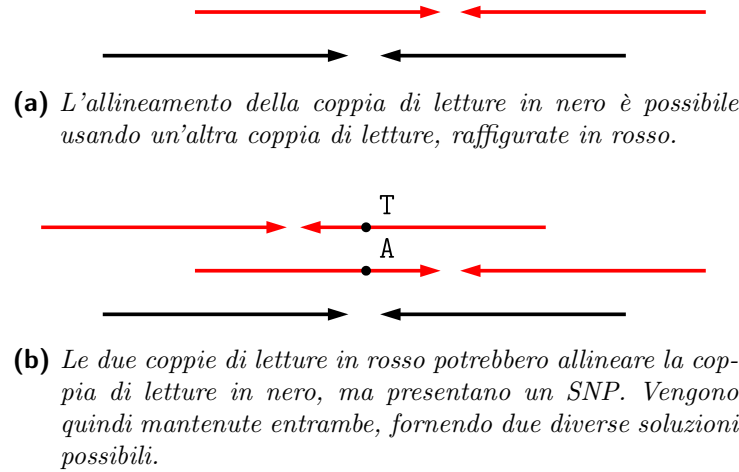 (a) L'allineamento della coppia di letture in nero è possibile
usando un'altra coppia di letture, raffigurate in rosso.
T
A
(b) Le due coppie di letture in rosso potrebbero allineare la cop-
pia di letture in nero, ma presentano un SNP. Vengono
quindi mantenute entrambe, fornendo due diverse soluzioni
possibili.